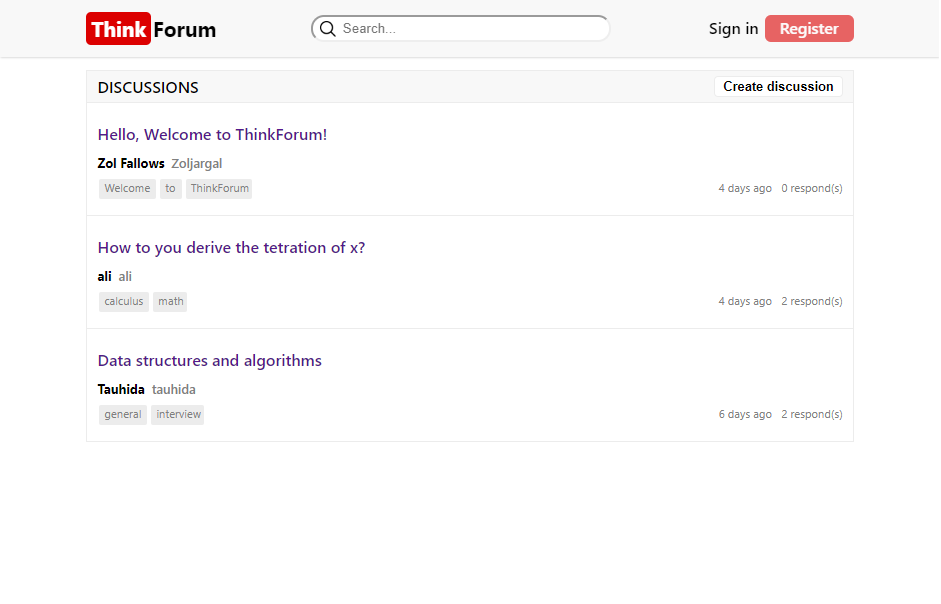 Think Forum Search... Sign in Register
DISCUSSIONS Create discussion
Hello, Welcome to ThinkForum!
Zol Fallows Zoljargal
Welcome to ThinkForum 4 days ago 0 respond(s)
How to you derive the tetration of x?
ali ali
calculus math 4 days ago 2 respond(s)
Data structures and algorithms
Tauhida tauhida
general interview 6 days ago 2 respond(s)